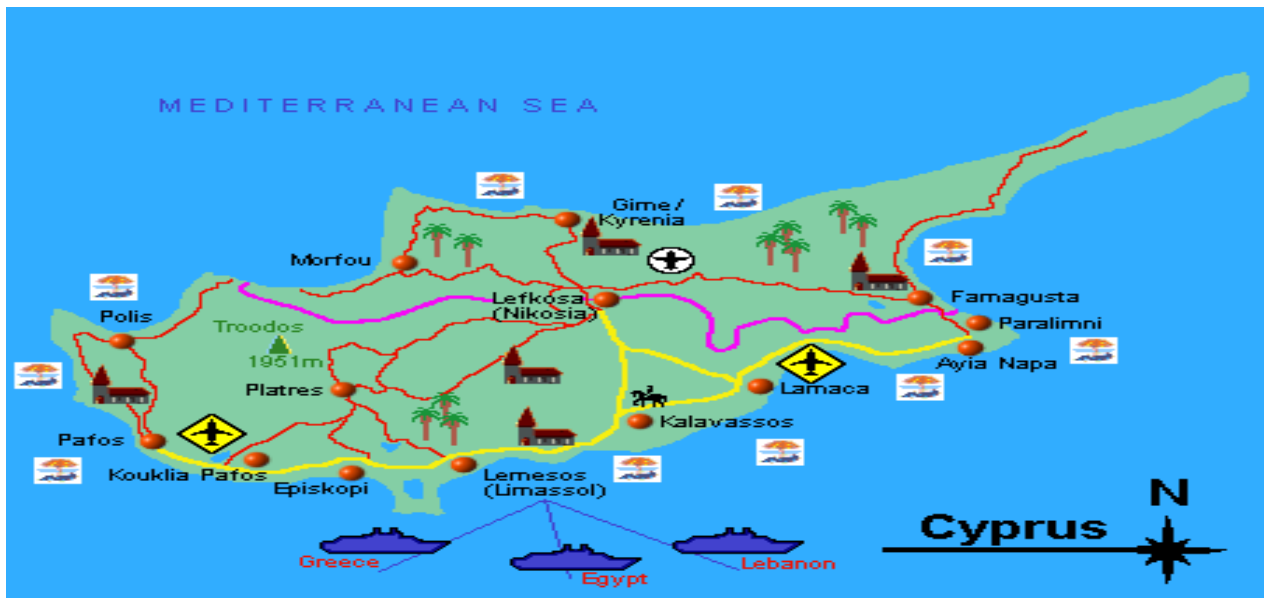 MEDITERRANEAN SEA
Girne /
Kyrenia
Morfou
Lefkosa
(Nikosia)
Famagusta
Polis
Troodos
1951m
Paralimni
Ayia Napa
Platres
Larnaca
Kalavassos
Pafos
Kouklia Pafos
Episkopi
Lemesos
(Limassol)
N
Cyprus
Greece
Egypt
Lebanon